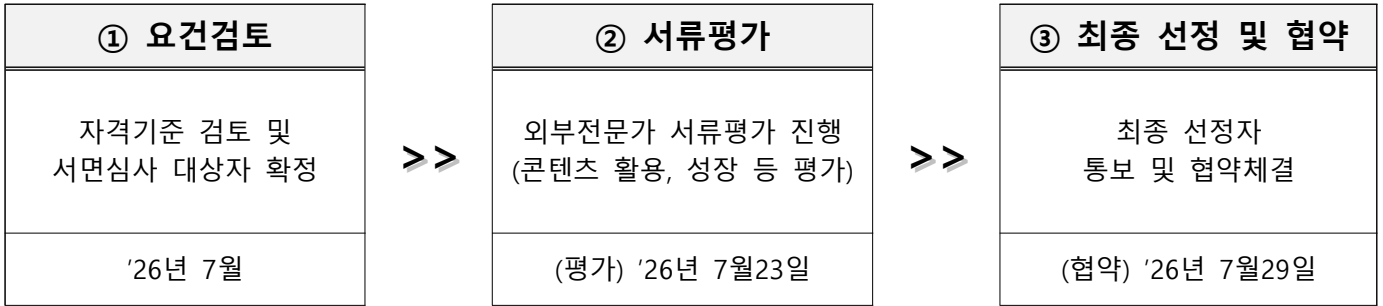 ① 요건검토
자격기준 검토 및
서면심사 대상자 확정
'26년 7월
>>
② 서류평가
외부전문가 서류평가 진행
(콘텐츠 활용, 성장 등 평가)
(평가) '26년 7월23일
>>
③ 최종 선정 및 협약
최종 선정자
통보 및 협약체결
(협약) '26년 7월29일